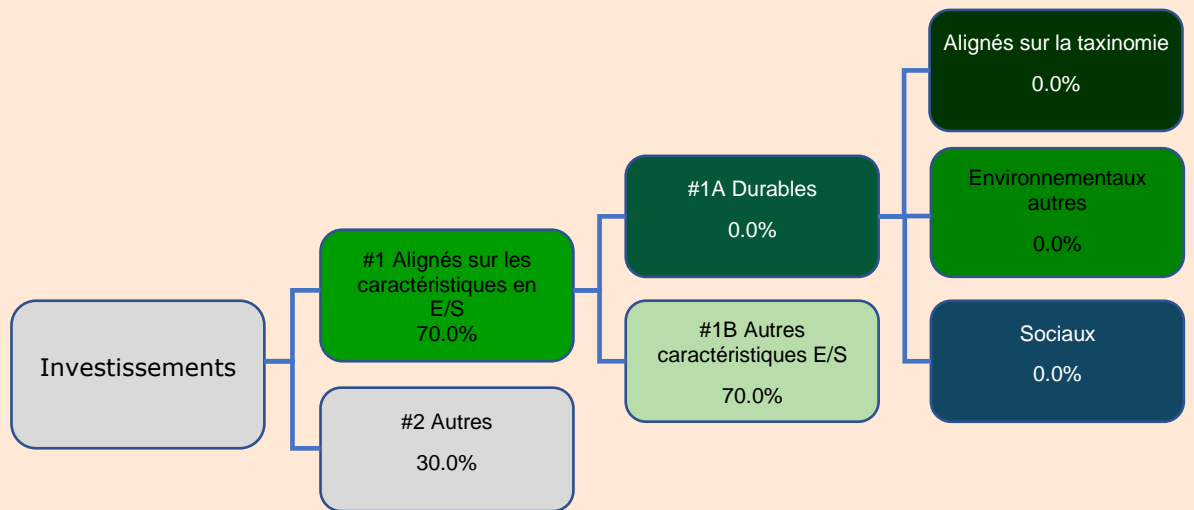 Investissements
#1 Alignés sur les
caractéristiques en
E/S
70.0%
#2 Autres
30.0%
#1A Durables
0.0%
#1B Autres
caractéristiques E/S
70.0%
Alignés sur la taxinomie
0.0%
Environnementaux
autres
0.0%
Sociaux
0.0%